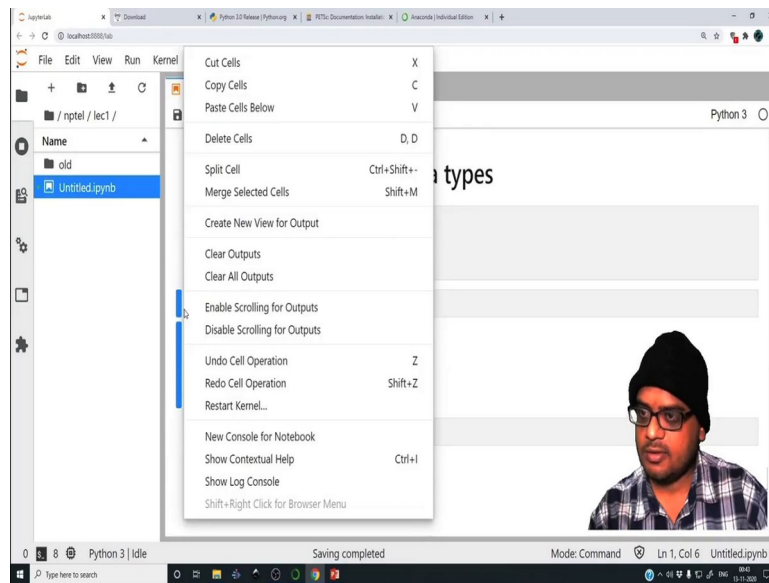 JupyterLab
Download
Python 3.0 Release | Python.org
PETSc: Documentation: Installati
Anaconda | Individual Edition
localhost:8888/lab
File Edit View Run Kernel
/ nptel / lec1 /
Name
old
Untitled.ipynb
Cut Cells X
Copy Cells C
Paste Cells Below V
Delete Cells D, D
Split Cell Ctrl+Shift+-
Merge Selected Cells Shift+M
Create New View for Output
Clear Outputs
Clear All Outputs
Enable Scrolling for Outputs
Disable Scrolling for Outputs
Undo Cell Operation Z
Redo Cell Operation Shift+Z
Restart Kernel...
New Console for Notebook
Show Contextual Help Ctrl+I
Show Log Console
Shift+Right Click for Browser Menu
Python 3
types
0 8 Python 3 | Idle Saving completed Mode: Command Ln 1, Col 6 Untitled.ipynb
Type here to search
ENG
00:43
13-11-2020